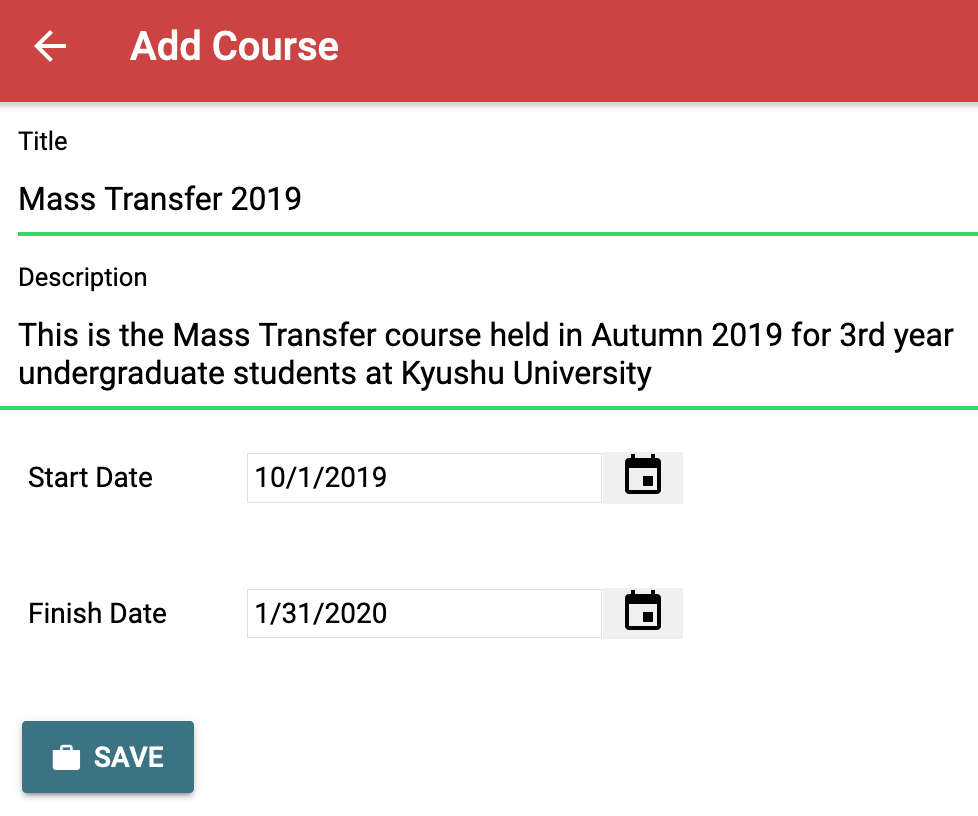 Add Course
Title
Mass Transfer 2019
Description
This is the Mass Transfer course held in Autumn 2019 for 3rd year
undergraduate students at Kyushu University
Start Date 10/1/2019
Finish Date 1/31/2020
SAVE